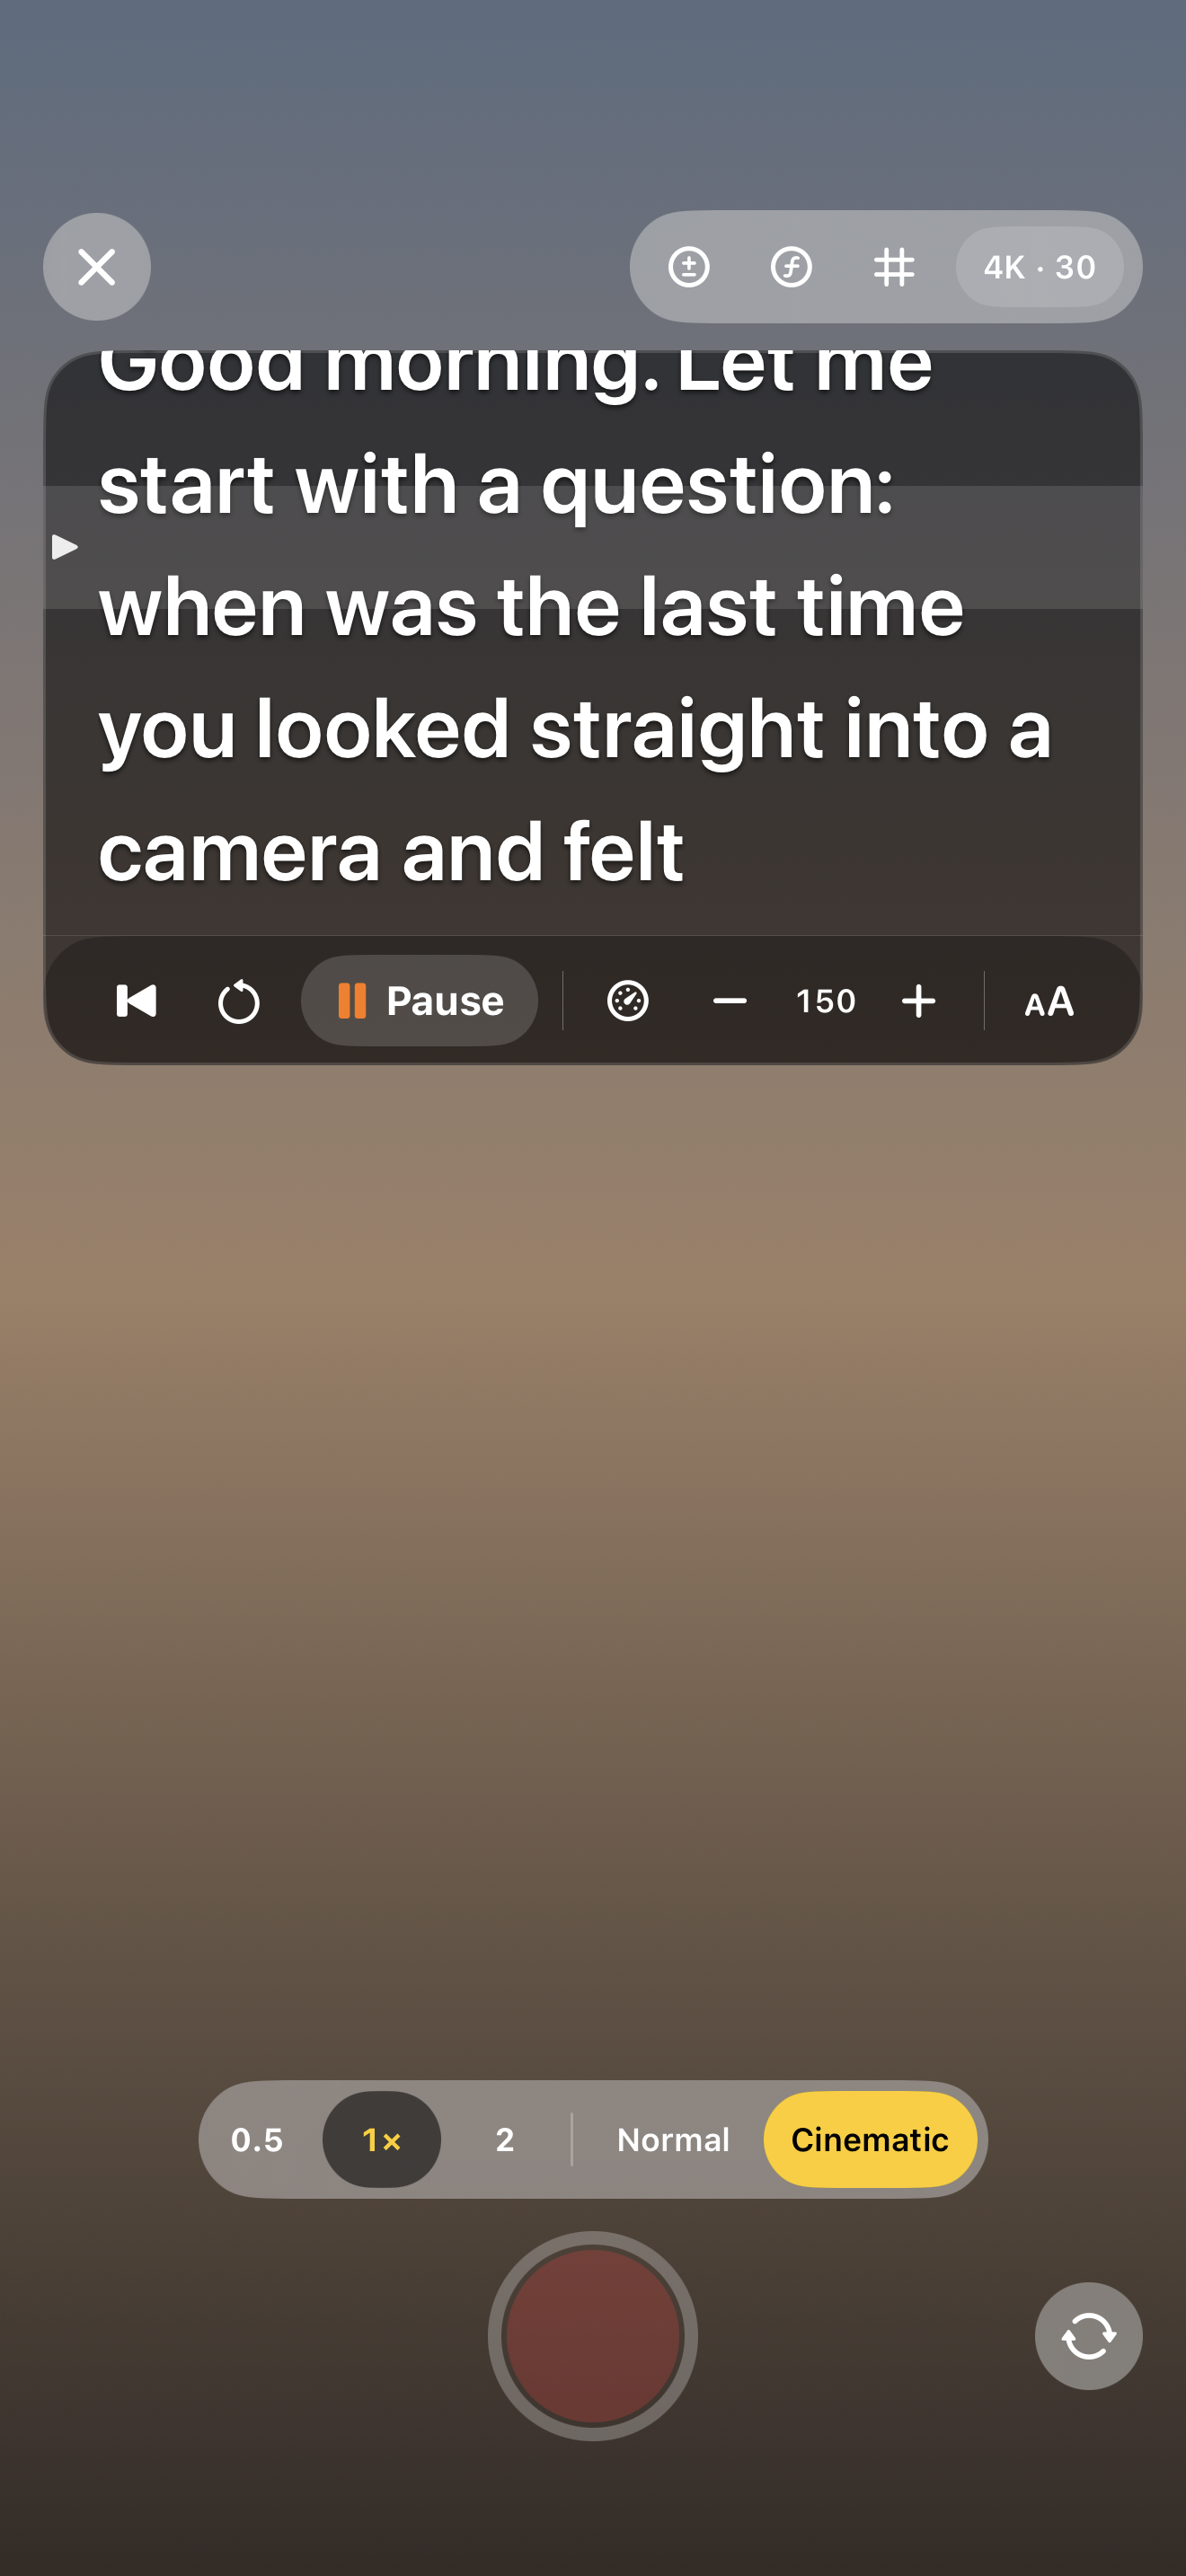 4K · 30
Good morning. Let me
start with a question:
when was the last time
you looked straight into a
camera and felt
Pause
150
AA
0.5
1×
2
Normal
Cinematic